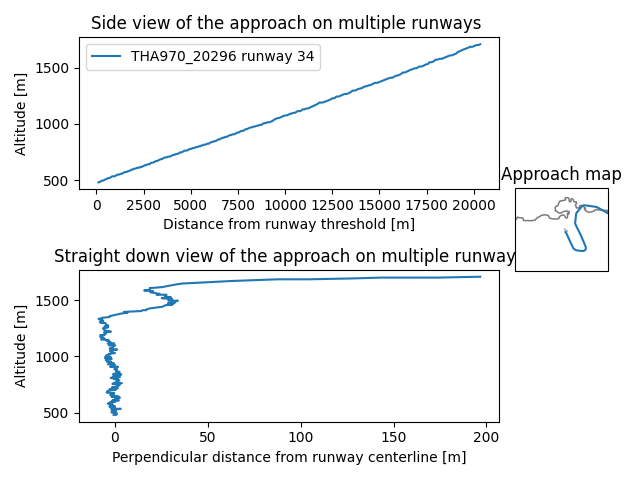 Side view of the approach on multiple runways
THA970_20296 runway 34
1500
1000
500
Altitude [m]
0 2500 5000 7500 10000 12500 15000 17500 20000
Distance from runway threshold [m]
Approach map
Straight down view of the approach on multiple runway
1500
1000
500
Altitude [m]
0 50 100 150 200
Perpendicular distance from runway centerline [m]